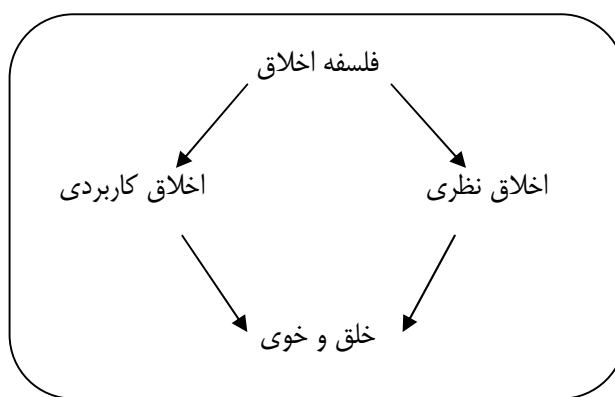 فلسفه اخلاق
اخلاق نظری
اخلاق کاربردی
خلق و خوی